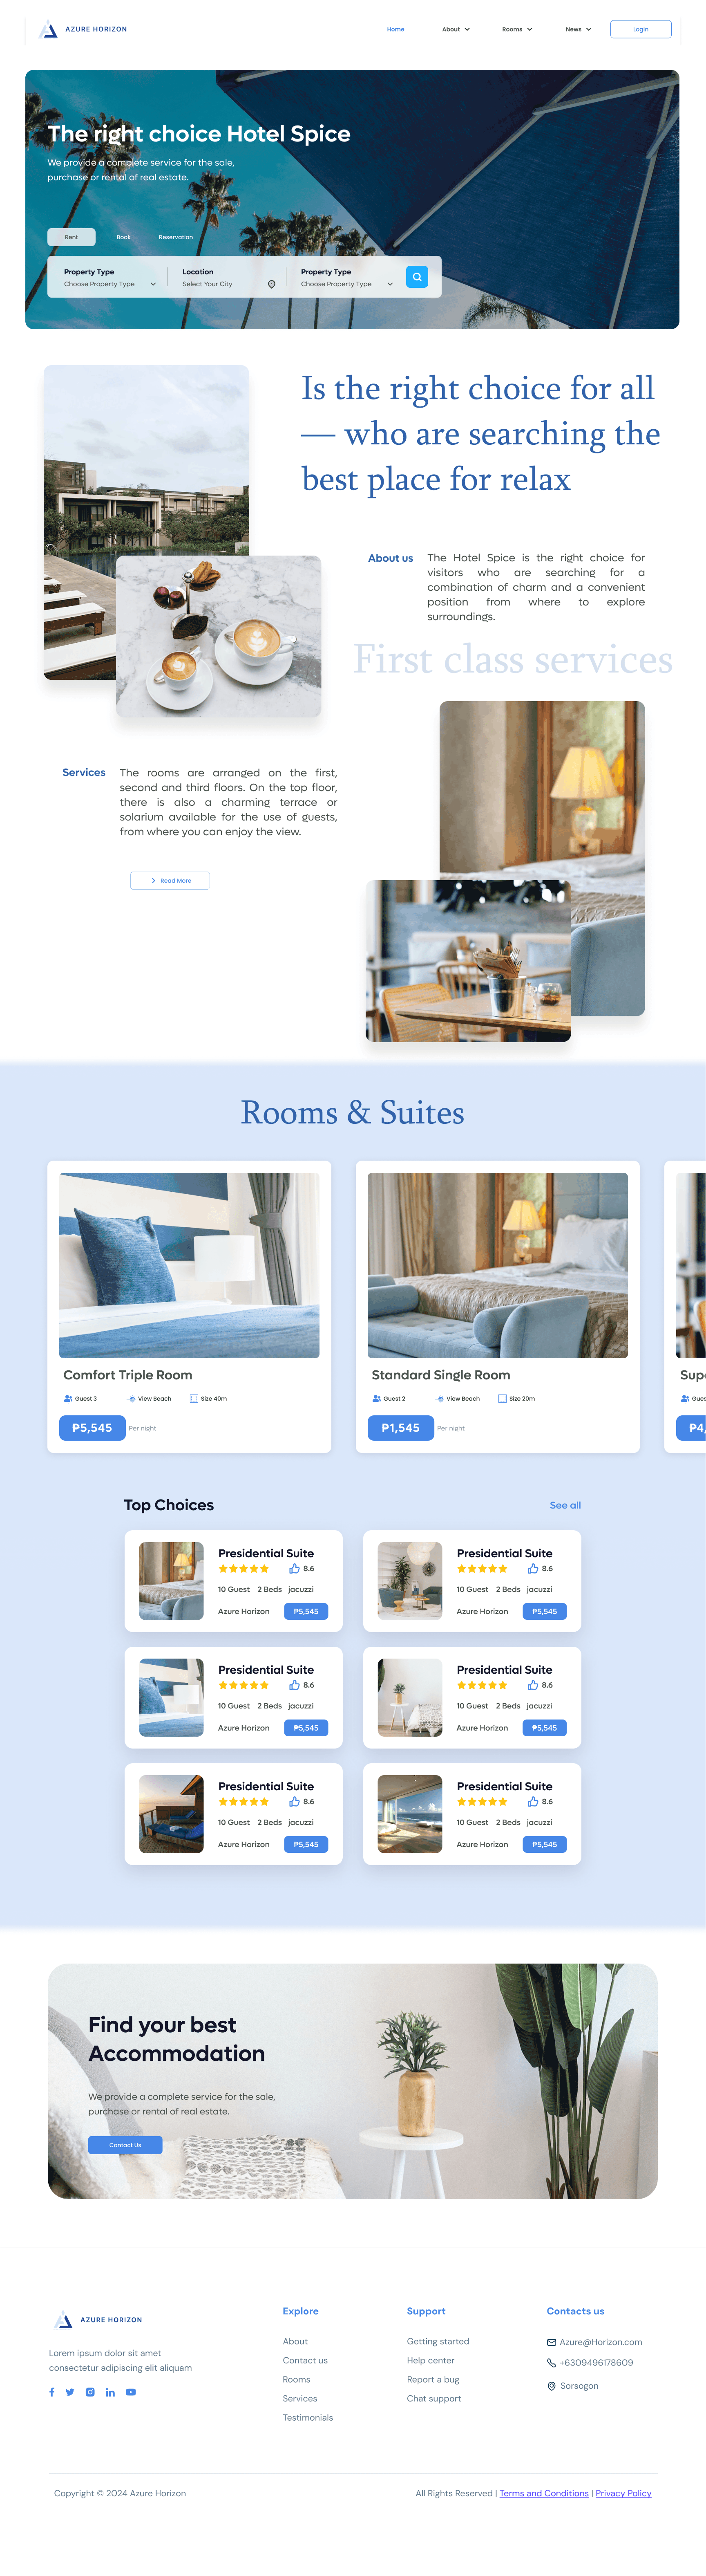 AZURE HORIZON
Home
About
Rooms
News
Login
The right choice Hotel Spice
We provide a complete service for the sale,
purchase or rental of real estate.
Rent
Book
Reservation
Property Type
Choose Property Type
Location
Select Your City
Property Type
Choose Property Type
Is the right choice for all
— who are searching the
best place for relax
About us
The Hotel Spice is the right choice for
visitors who are searching for a
combination of charm and a convenient
position from where to explore
surroundings.
First class services
Services
The rooms are arranged on the first,
second and third floors. On the top floor,
there is also a charming terrace or
solarium available for the use of guests,
from where you can enjoy the view.
Read More
Rooms & Suites
Comfort Triple Room
Guest 3
View Beach
Size 40m
₱5,545
Per night
Standard Single Room
Guest 2
View Beach
Size 20m
₱1,545
Per night
Top Choices
See all
Presidential Suite
8.6
10 Guest 2 Beds jacuzzi
Azure Horizon
₱5,545
Presidential Suite
8.6
10 Guest 2 Beds jacuzzi
Azure Horizon
₱5,545
Presidential Suite
8.6
10 Guest 2 Beds jacuzzi
Azure Horizon
₱5,545
Presidential Suite
8.6
10 Guest 2 Beds jacuzzi
Azure Horizon
₱5,545
Presidential Suite
8.6
10 Guest 2 Beds jacuzzi
Azure Horizon
₱5,545
Presidential Suite
8.6
10 Guest 2 Beds jacuzzi
Azure Horizon
₱5,545
Find your best
Accommodation
We provide a complete service for the sale,
purchase or rental of real estate.
Contact Us
AZURE HORIZON
Lorem ipsum dolor sit amet
consectetur adipiscing elit aliquam
Explore
About
Contact us
Rooms
Services
Testimonials
Support
Getting started
Help center
Report a bug
Chat support
Contacts us
Azure@Horizon.com
+6309496178609
Sorsogon
Copyright © 2024 Azure Horizon
All Rights Reserved | Terms and Conditions | Privacy Policy